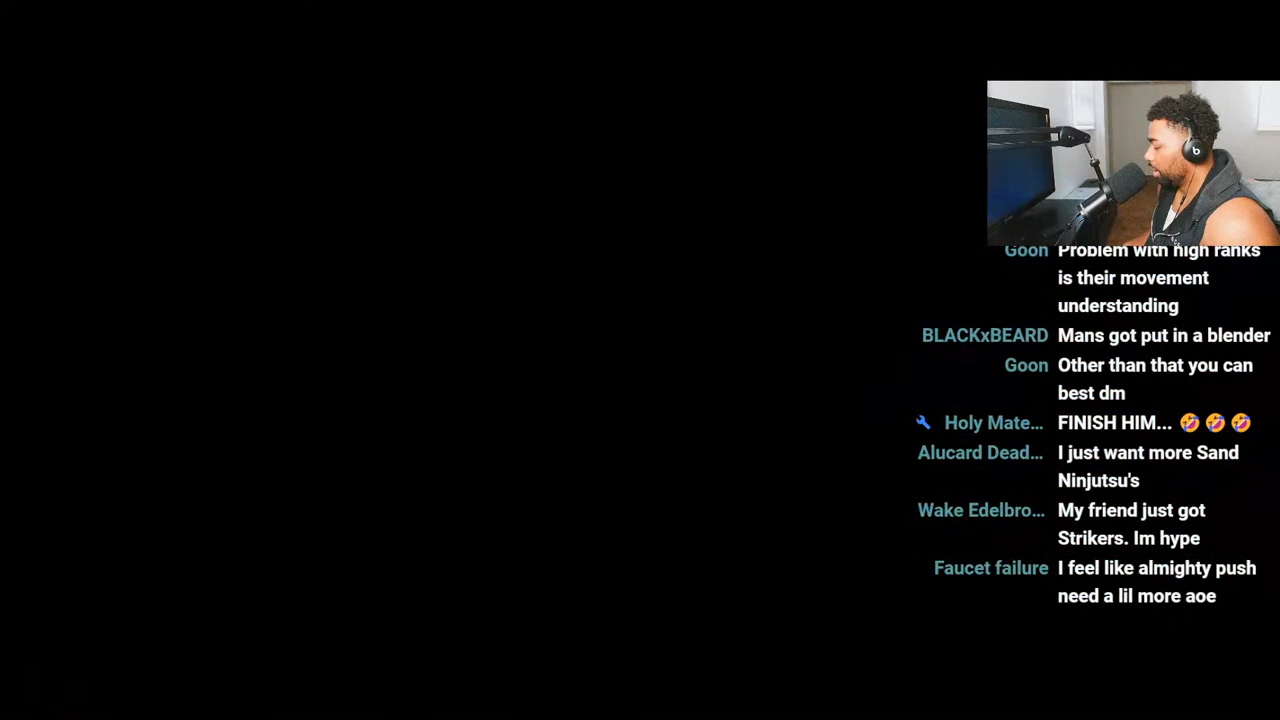 Goon Problem with high ranks
is their movement
understanding
BLACKxBEARD Mans got put in a blender
Goon Other than that you can
best dm
Holy Mate... FINISH HIM... 🤣 🤣 🤣
Alucard Dead... I just want more Sand
Ninjutsu's
Wake Edelbro... My friend just got
Strikers. Im hype
Faucet failure I feel like almighty push
need a lil more aoe